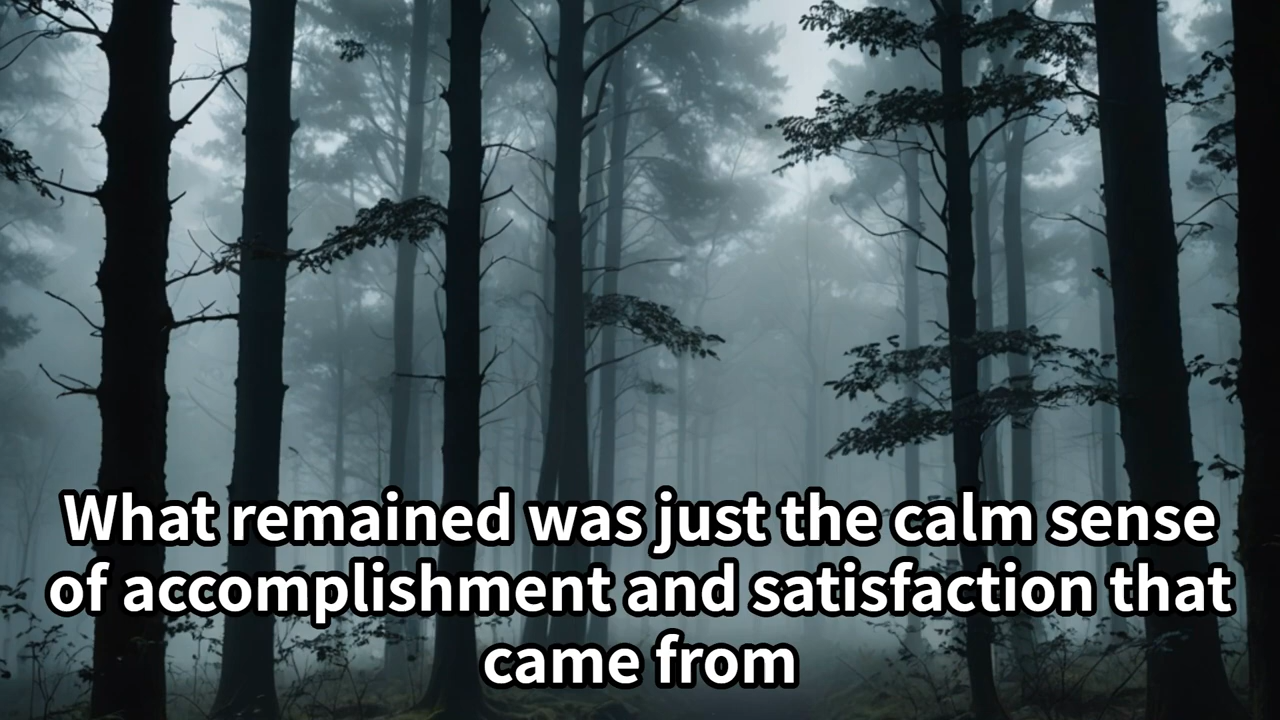 What remained was just the calm sense
of accomplishment and satisfaction that
came from